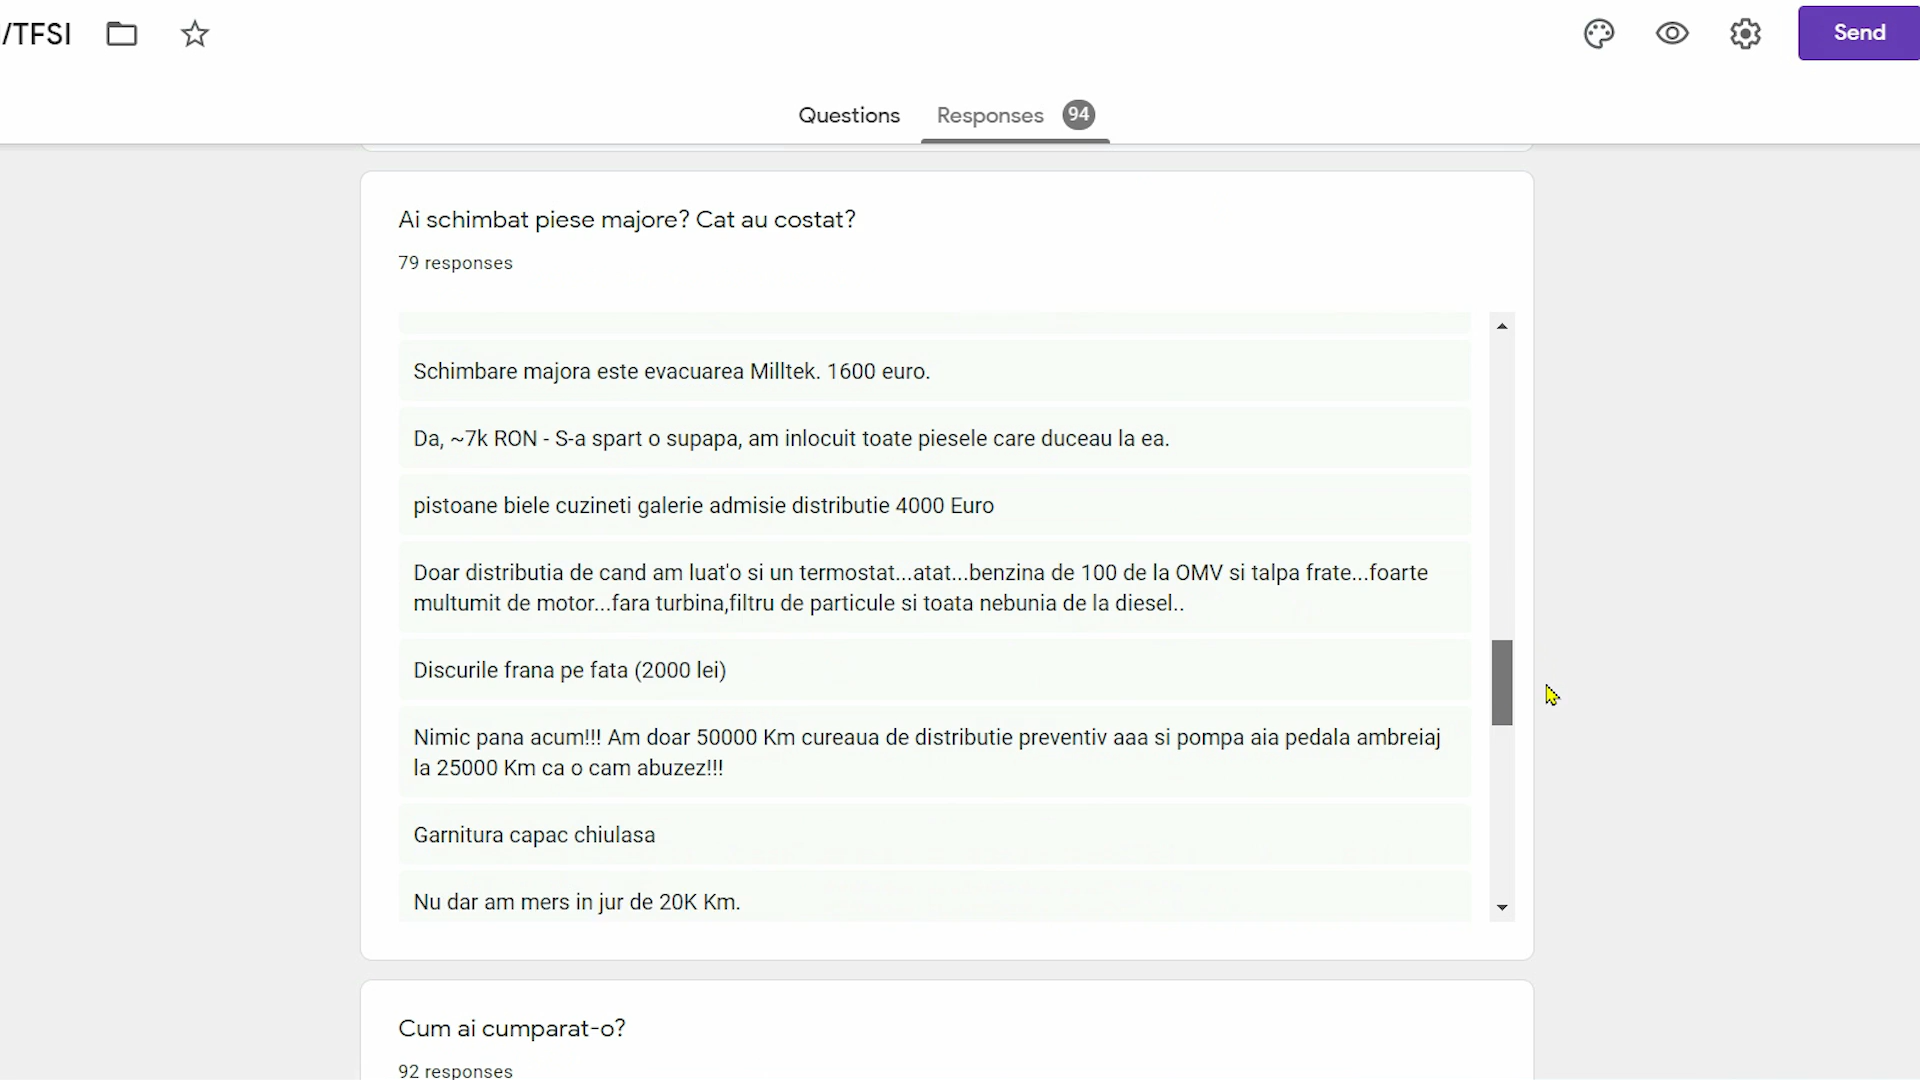 /TFSI
Send
Questions
Responses 94
Ai schimbat piese majore? Cat au costat?
79 responses
Schimbare majora este evacuarea Milltek. 1600 euro.
Da, ~7k RON - S-a spart o supapa, am inlocuit toate piesele care duceau la ea.
pistoane biele cuzineti galerie admisie distributie 4000 Euro
Doar distributia de cand am luat'o si un termostat...atat...benzina de 100 de la OMV si talpa frate...foarte
multumit de motor...fara turbina,filtru de particule si toata nebunia de la diesel..
Discurile frana pe fata (2000 lei)
Nimic pana acum!!! Am doar 50000 Km cureaua de distributie preventiv aaa si pompa aia pedala ambreiaj
la 25000 Km ca o cam abuzez!!!
Garnitura capac chiulasa
Nu dar am mers in jur de 20K Km.
Cum ai cumparat-o?
92 responses